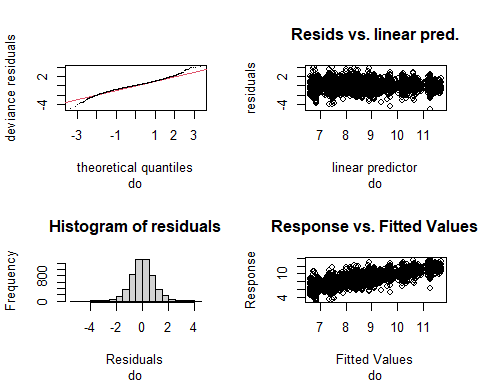 deviance residuals
2
-4
-3
-1
1
2
3
theoretical quantiles
do
Resids vs. linear pred.
residuals
2
-4
7
8
9
10
11
linear predictor
do
Histogram of residuals
Frequency
800
0
-4
-2
0
2
4
Residuals
do
Response vs. Fitted Values
Response
10
4
7
8
9
10
11
Fitted Values
do